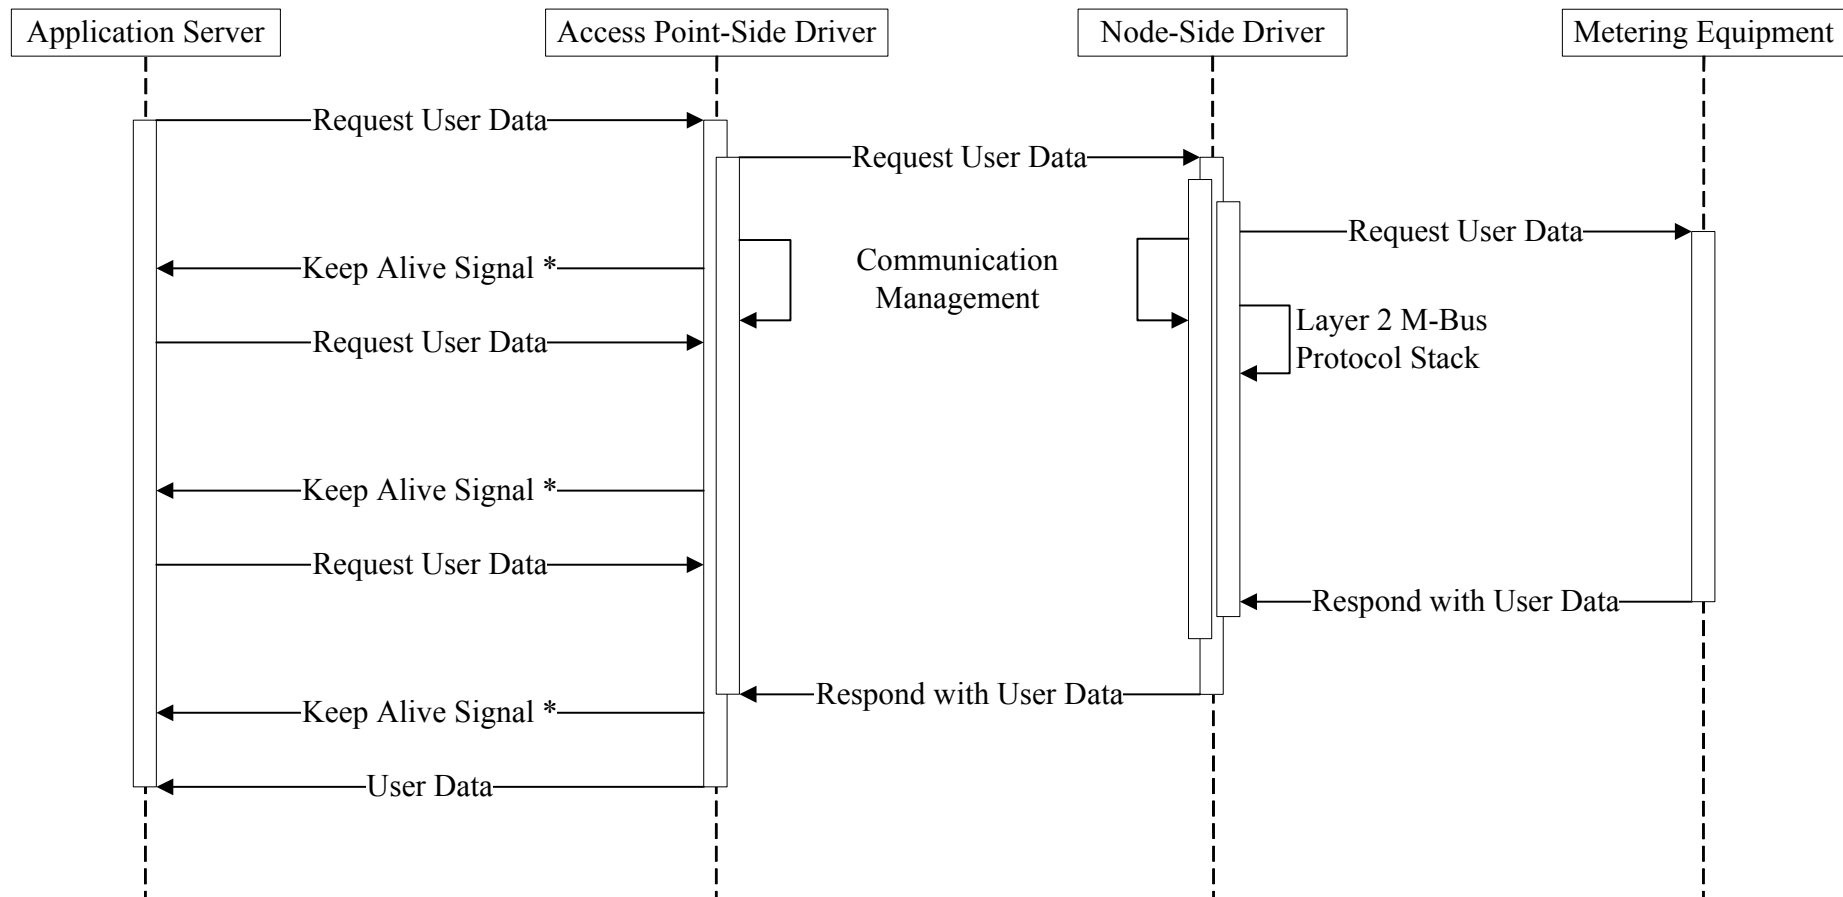 Application Server
Access Point-Side Driver
Node-Side Driver
Metering Equipment
Request User Data
Request User Data
Request User Data
Keep Alive Signal *
Communication
Management
Layer 2 M-Bus
Protocol Stack
Request User Data
Keep Alive Signal *
Request User Data
Respond with User Data
Respond with User Data
Keep Alive Signal *
User Data